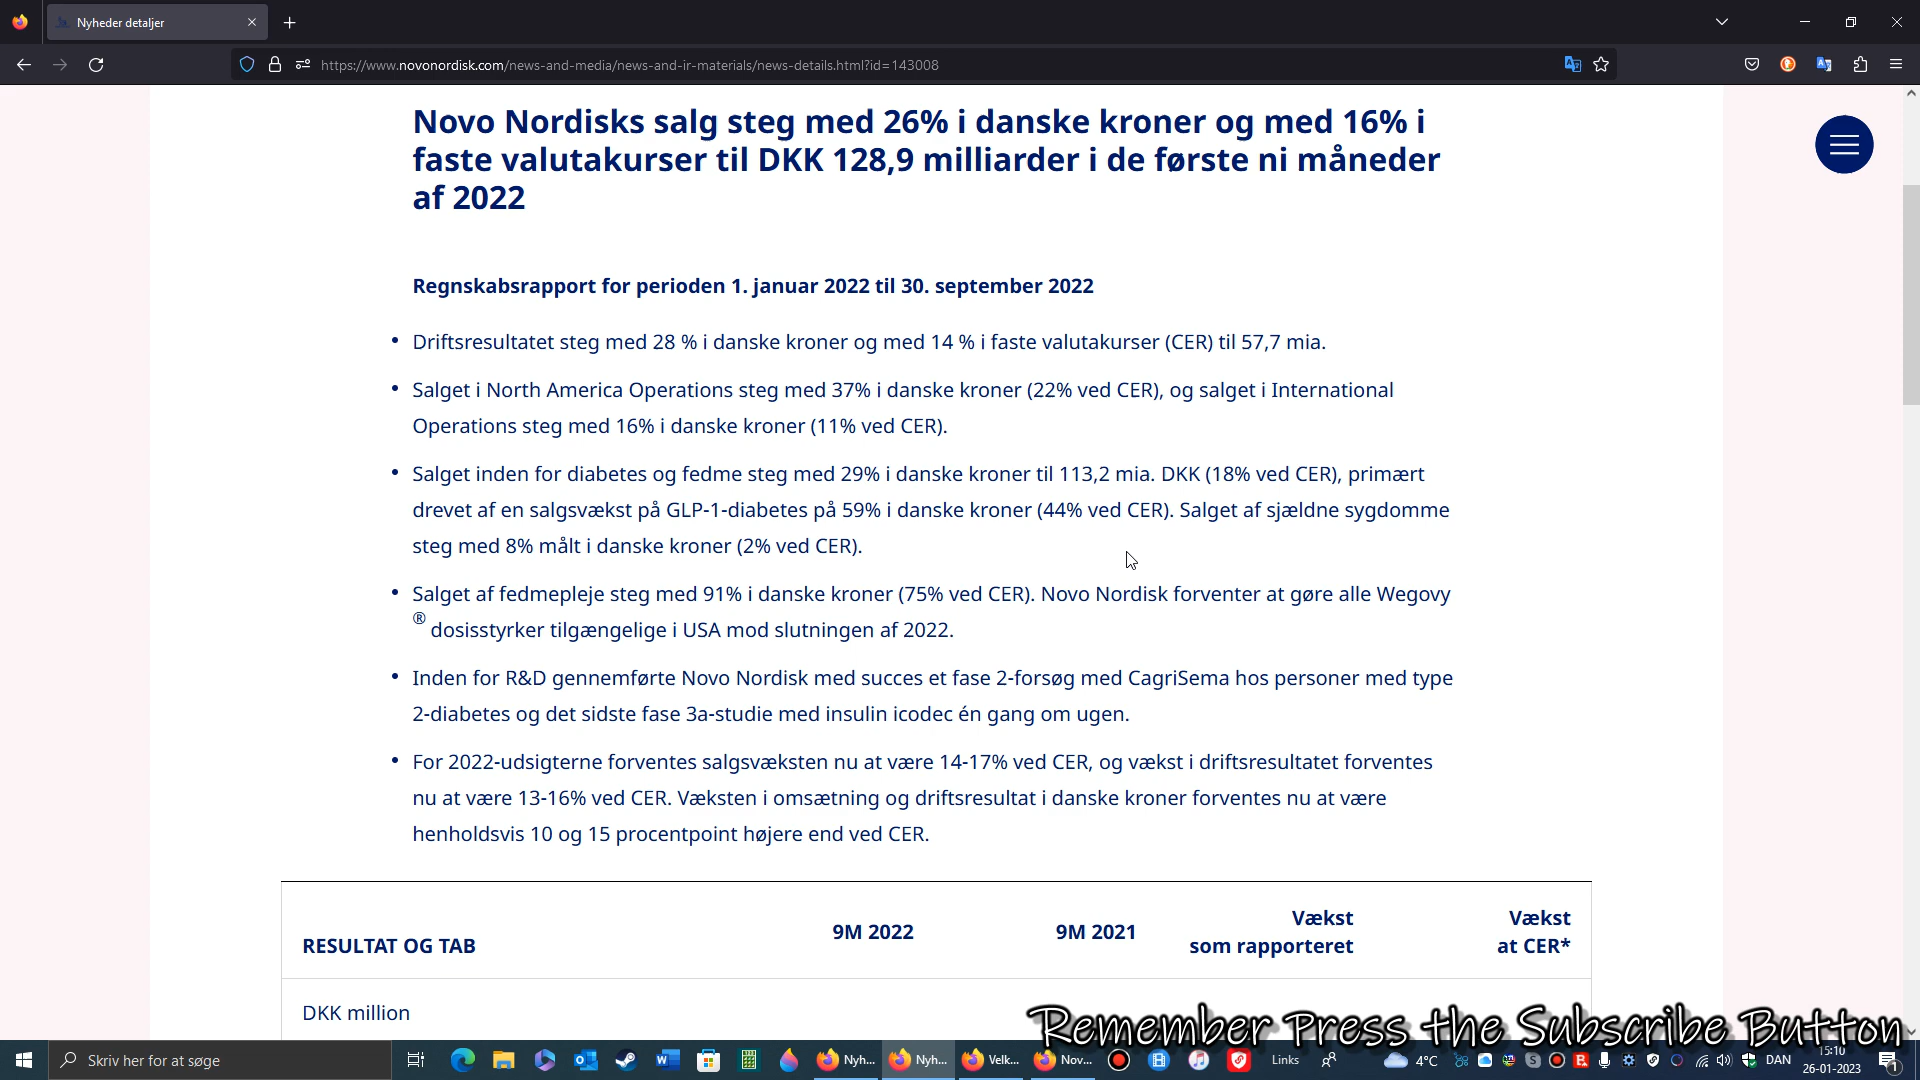 Nyheder detaljer
https://www.novonordisk.com/news-and-media/news-and-ir-materials/news-details.html?id=143008
Novo Nordisks salg steg med 26% i danske kroner og med 16% i
faste valutakurser til DKK 128,9 milliarder i de første ni måneder
af 2022
Regnskabsrapport for perioden 1. januar 2022 til 30. september 2022
• Driftsresultatet steg med 28 % i danske kroner og med 14 % i faste valutakurser (CER) til 57,7 mia.
• Salget i North America Operations steg med 37% i danske kroner (22% ved CER), og salget i International
Operations steg med 16% i danske kroner (11% ved CER).
• Salget inden for diabetes og fedme steg med 29% i danske kroner til 113,2 mia. DKK (18% ved CER), primært
drevet af en salgsvækst på GLP-1-diabetes på 59% i danske kroner (44% ved CER). Salget af sjældne sygdomme
steg med 8% målt i danske kroner (2% ved CER).
• Salget af fedmepleje steg med 91% i danske kroner (75% ved CER). Novo Nordisk forventer at gøre alle Wegovy
® dosisstyrker tilgængelige i USA mod slutningen af 2022.
• Inden for R&D gennemførte Novo Nordisk med succes et fase 2-forsøg med CagriSema hos personer med type
2-diabetes og det sidste fase 3a-studie med insulin icodec én gang om ugen.
• For 2022-udsigterne forventes salgsvæksten nu at være 14-17% ved CER, og vækst i driftsresultatet forventes
nu at være 13-16% ved CER. Væksten i omsætning og driftsresultat i danske kroner forventes nu at være
henholdsvis 10 og 15 procentpoint højere end ved CER.
RESULTAT OG TAB 9M 2022 9M 2021 Vækst som rapporteret Vækst at CER*
DKK million
Remember Press the Subscribe Button
Skriv her for at søge
Nyh... Nyh... Velk... Nov... Links 4°C DAN 15:10
26-01-2023 1